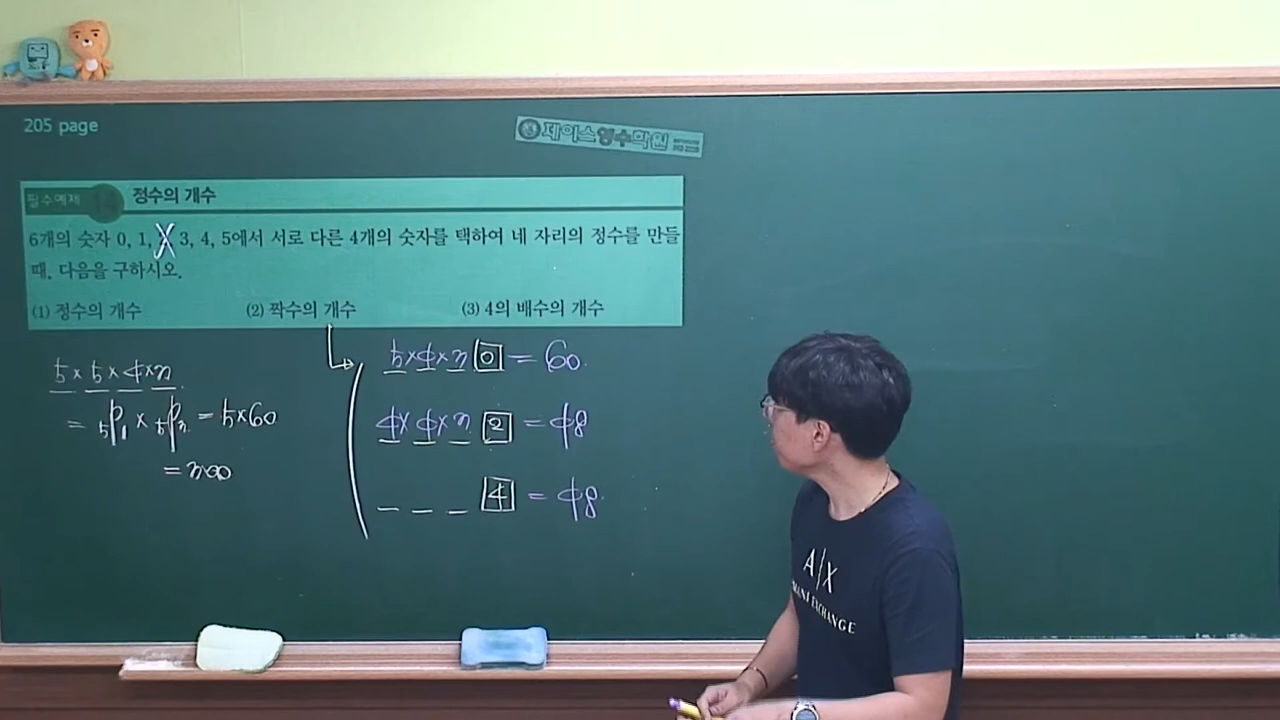 205 page
제이스영수학원
필수예제 정수의 개수
6개의 숫자 0, 1, 2, 3, 4, 5에서 서로 다른 4개의 숫자를 택하여 네 자리의 정수를 만들
때, 다음을 구하시오.
(1) 정수의 개수 (2) 짝수의 개수 (3) 4의 배수의 개수
5×5×4×3
= 5P1 × 5P3 = 5×60
= 300
5×4×3 0 = 60
4×4×3 2 = 48
4 = 48
A|X
EXCHANGE